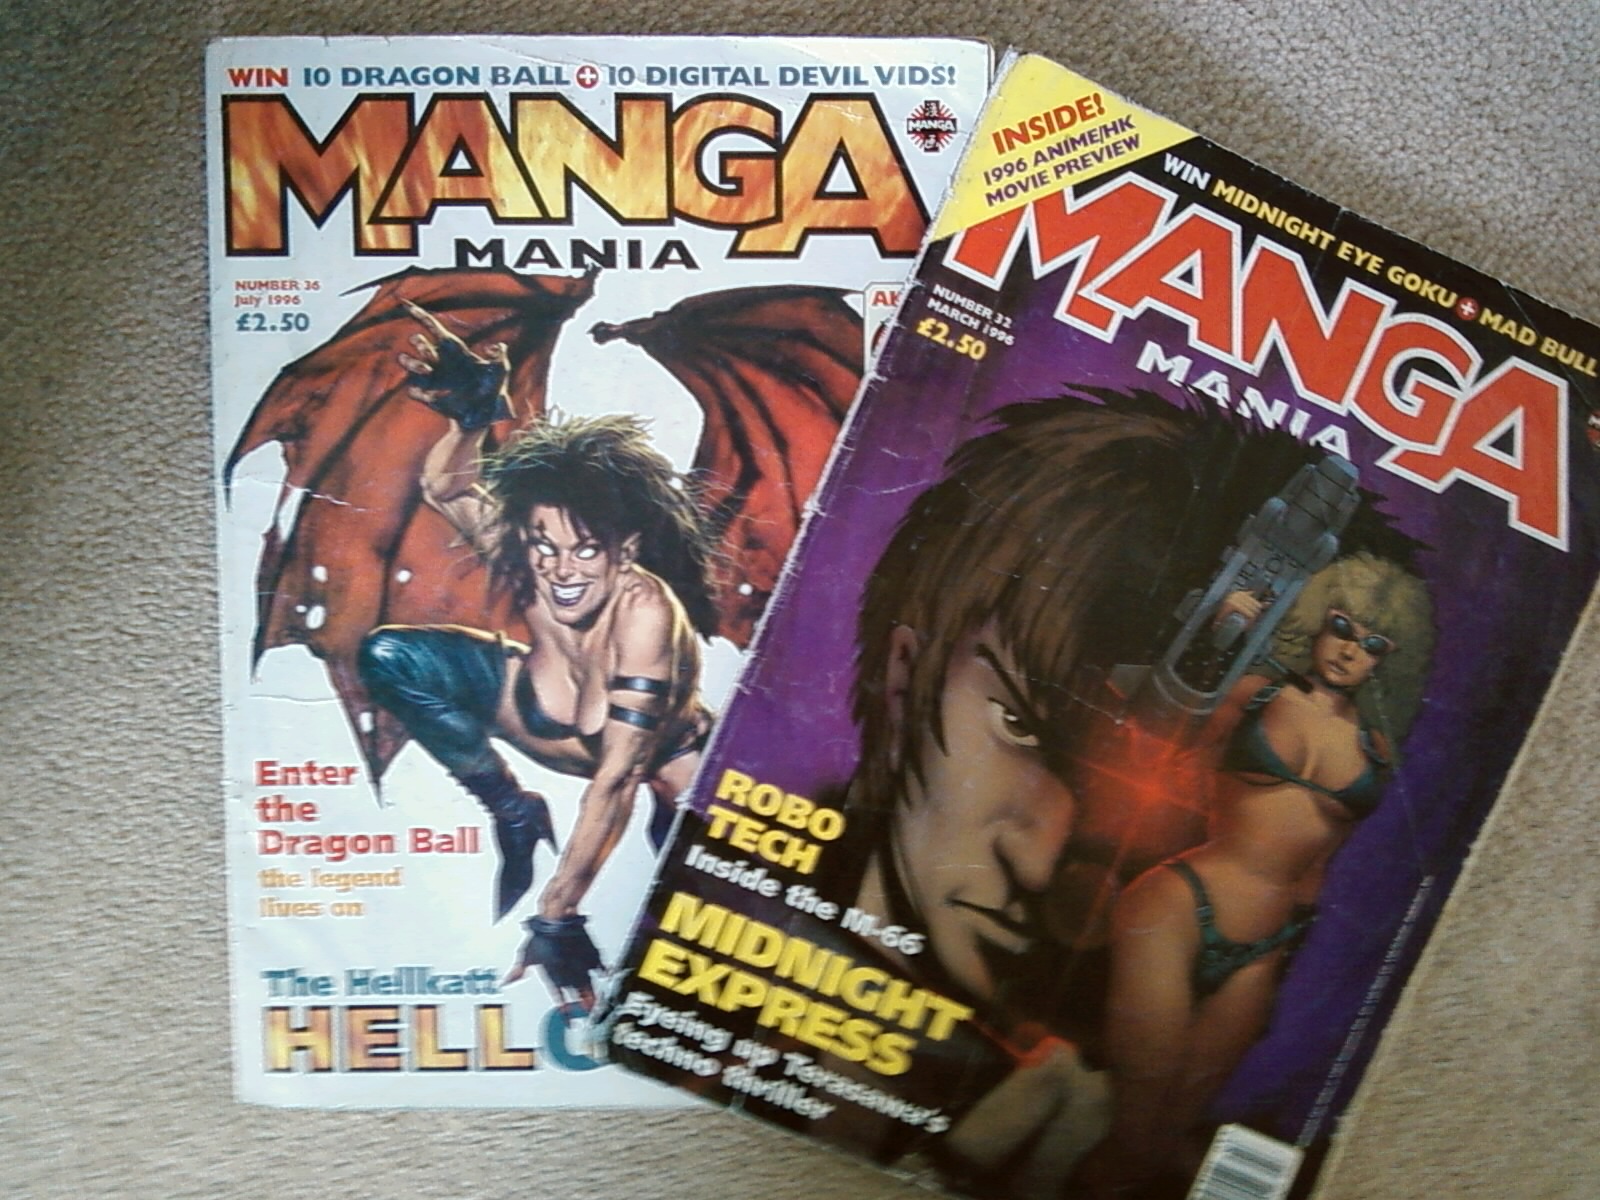 WIN 10 DRAGON BALL + 10 DIGITAL DEVIL VIDS!
MANGA
MANIA
MANGA
NUMBER 36
July 1996
£2.50
Enter
the
Dragon Ball
the legend
lives on
The Hellkatt
HELL
INSIDE!
1996 ANIME/HK
MOVIE PREVIEW
WIN MIDNIGHT EYE GOKU + MAD BULL
MANGA
MANIA
NUMBER 32
MARCH 1996
£2.50
ROBO
TECH
Inside the M-66
MIDNIGHT
EXPRESS
Eyeing up Terasawa's
techno thriller